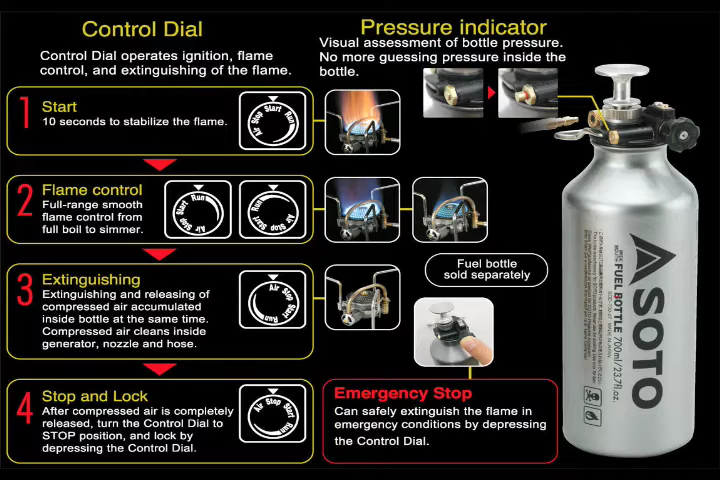 Control Dial
Control Dial operates ignition, flame
control, and extinguishing of the flame.
1 Start
10 seconds to stabilize the flame.
Air Stop Start Run
2 Flame control
Full-range smooth
flame control from
full boil to simmer.
Air Stop Start Run
Air Stop Start Run
3 Extinguishing
Extinguishing and releasing of
compressed air accumulated
inside bottle at the same time.
Compressed air cleans inside
generator, nozzle and hose.
Air Stop Start Run
4 Stop and Lock
After compressed air is completely
released, turn the Control Dial to
STOP position, and lock by
depressing the Control Dial.
Air Stop Start Run
Pressure indicator
Visual assessment of bottle pressure.
No more guessing pressure inside the
bottle.
Fuel bottle
sold separately
Emergency Stop
Can safely extinguish the flame in
emergency conditions by depressing
the Control Dial.
SOTO
FUEL BOTTLE 700ml/23.7fl.oz.
MADE IN JAPAN